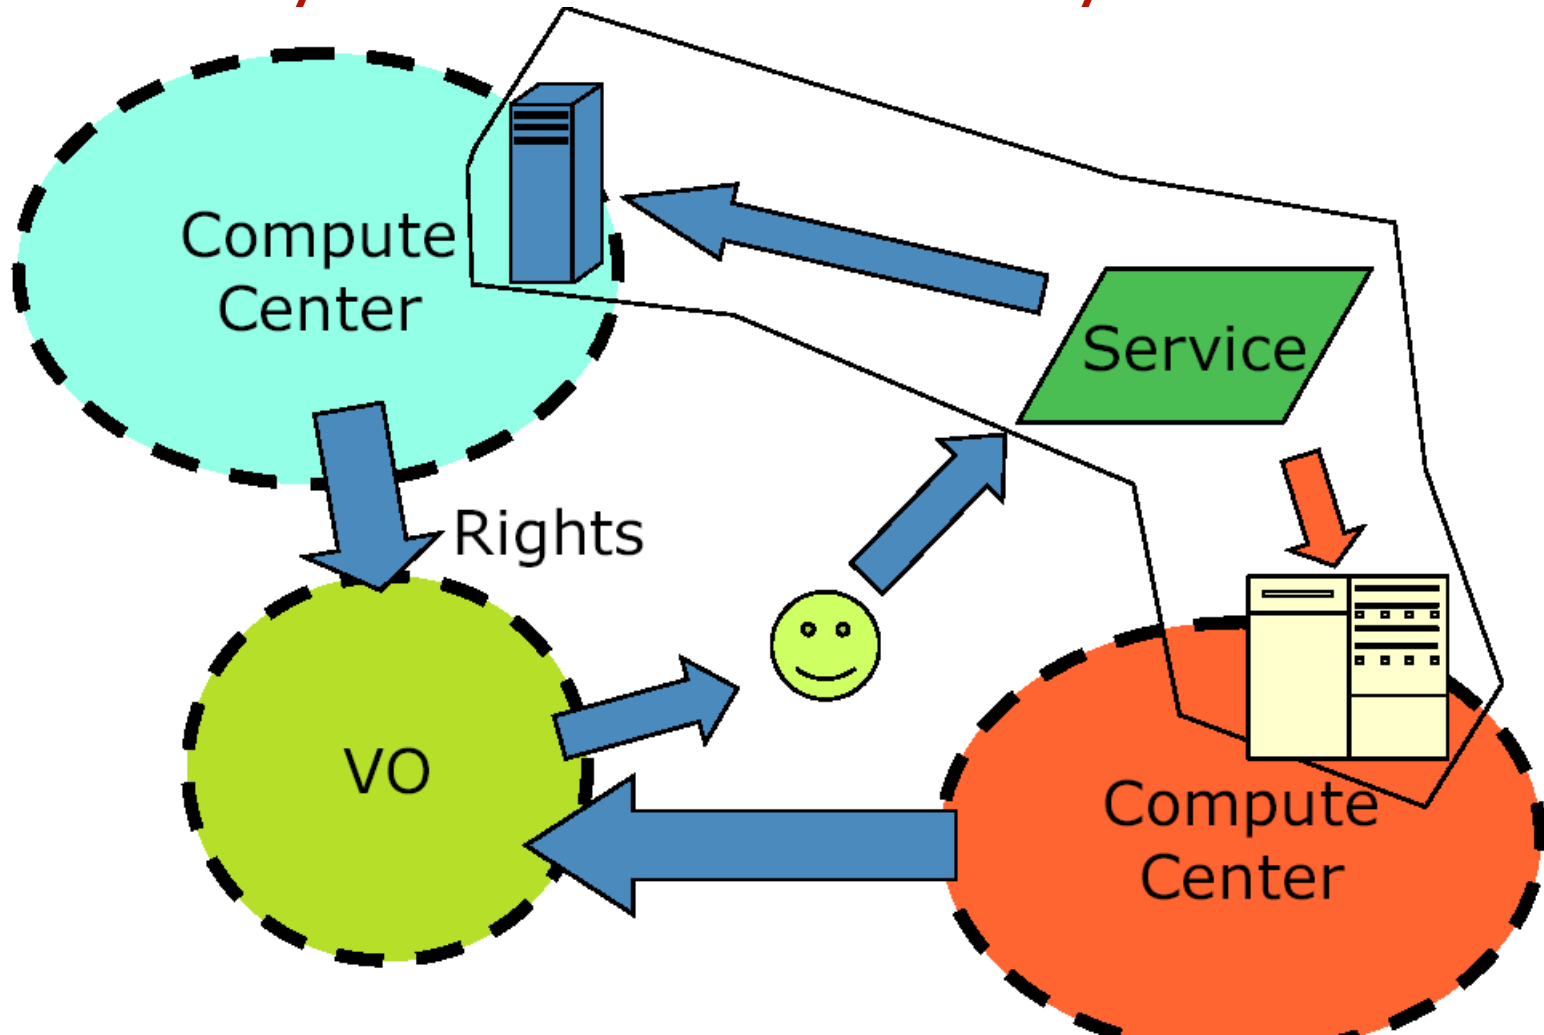 Compute
Center
Service
Rights
VO
Compute
Center